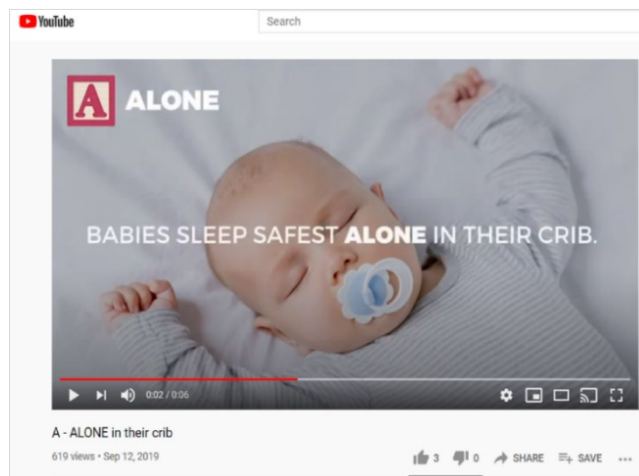 YouTube
Search
A ALONE
BABIES SLEEP SAFEST ALONE IN THEIR CRIB.
0:02 / 0:06
A - ALONE in their crib
619 views • Sep 12, 2019
3 0 SHARE SAVE